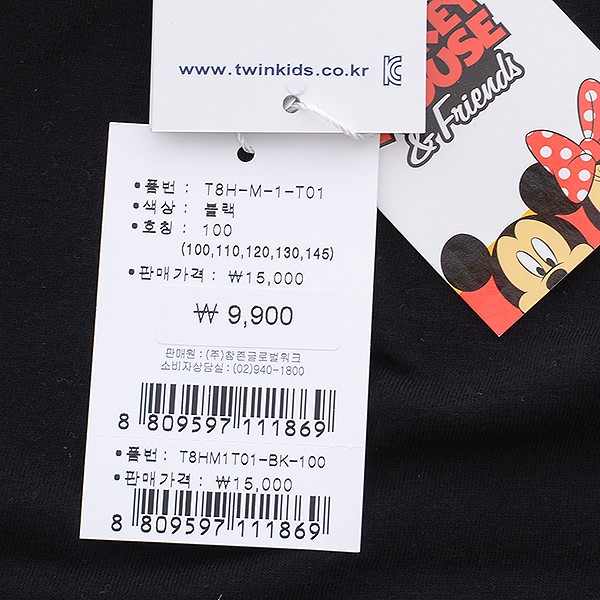 www.twinkids.co.kr
KEY
MOUSE
& Friends
•품번 : T8H-M-1-T01
•색상 : 블랙
•호칭 : 100
(100,110,120,130,145)
•판매가격 : ₩15,000
₩ 9,900
판매원 : (주)참존글로벌워크
소비자상담실 : (02)940-1800
8 809597 111869
•품번 : T8HM1T01-BK-100
•판매가격 : ₩15,000
8 809597 111869